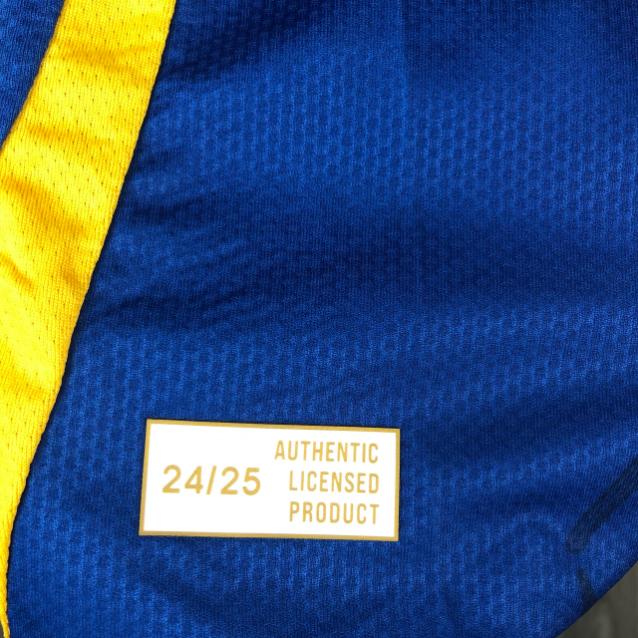 24/25
AUTHENTIC
LICENSED
PRODUCT